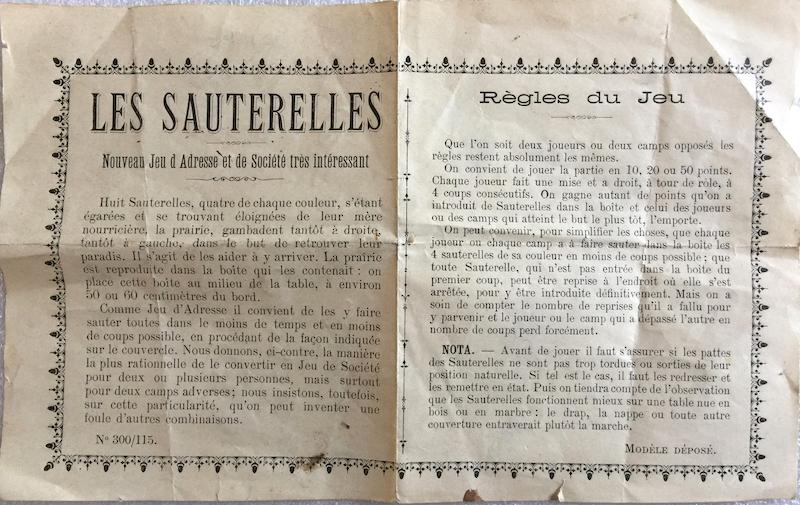 LES SAUTERELLES
Nouveau Jeu d Adresse et de Société très intéressant
Huit Sauterelles, quatre de chaque couleur, s'étant
égarées et se trouvant éloignées de leur mère
nourricière, la prairie, gambadent tantôt à droite,
tantôt à gauche, dans le but de retrouver leur
paradis. Il s'agit de les aider à y arriver. La prairie
est reproduite dans la boîte qui les contenait : on
place cette boîte au milieu de la table, à environ
50 ou 60 centimètres du bord.
Comme Jeu d'Adresse il convient de les y faire
sauter toutes dans le moins de temps et en moins
de coups possible, en procédant de la façon indiquée
sur le couvercle. Nous donnons, ci-contre, la manière
la plus rationnelle de le convertir en Jeu de Société
pour deux ou plusieurs personnes, mais surtout
pour deux camps adverses; nous insistons, toutefois,
sur cette particularité, qu'on peut inventer une
foule d'autres combinaisons.
No 300/115.
Règles du Jeu
Que l'on soit deux joueurs ou deux camps opposés les
règles restent absolument les mêmes.
On convient de jouer la partie en 10, 20 ou 50 points.
Chaque joueur fait une mise et a droit, à tour de rôle, à
4 coups consécutifs. On gagne autant de points qu'on a
introduit de Sauterelles dans la boîte et celui des joueurs
ou des camps qui atteint le but le plus tôt, l'emporte.
On peut convenir, pour simplifier les choses, que chaque
joueur ou chaque camp a à faire sauter dans la boîte les
4 sauterelles de sa couleur en moins de coups possible ; que
toute Sauterelle, qui n'est pas entrée dans la boîte du
premier coup, peut être reprise à l'endroit où elle s'est
arrêtée, pour y être introduite définitivement. Mais on a
soin de compter le nombre de reprises qu'il a fallu pour
y parvenir et le joueur ou le camp qui a dépassé l'autre en
nombre de coups perd forcément.
NOTA. — Avant de jouer il faut s'assurer si les pattes
des Sauterelles ne sont pas trop tordues ou sorties de leur
position naturelle. Si tel est le cas, il faut les redresser et
les remettre en état. Puis on tiendra compte de l'observation
que les Sauterelles fonctionnent mieux sur une table nue en
bois ou en marbre : le drap, la nappe ou toute autre
couverture entraverait plutôt la marche.
MODÈLE DÉPOSÉ.